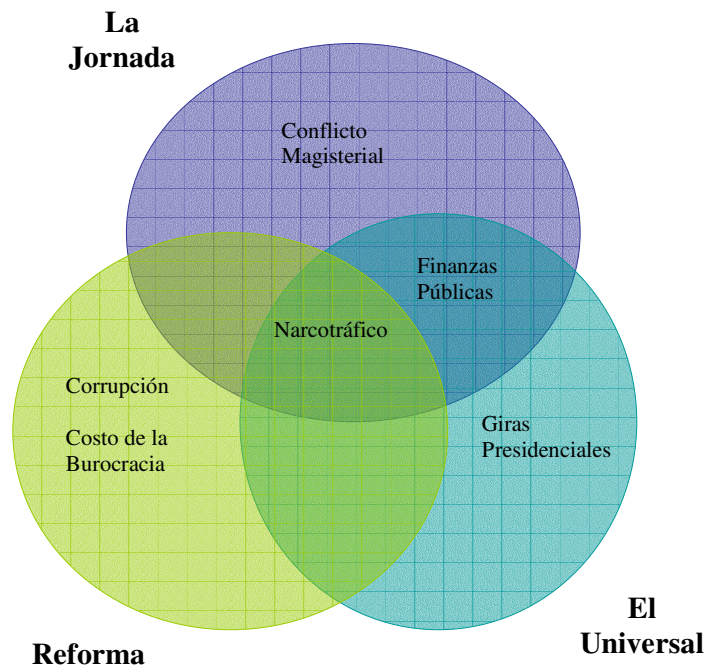 La
Jornada
Conflicto
Magisterial
Finanzas
Públicas
Narcotráfico
Corrupción
Costo de la
Burocracia
Giras
Presidenciales
El
Universal
Reforma